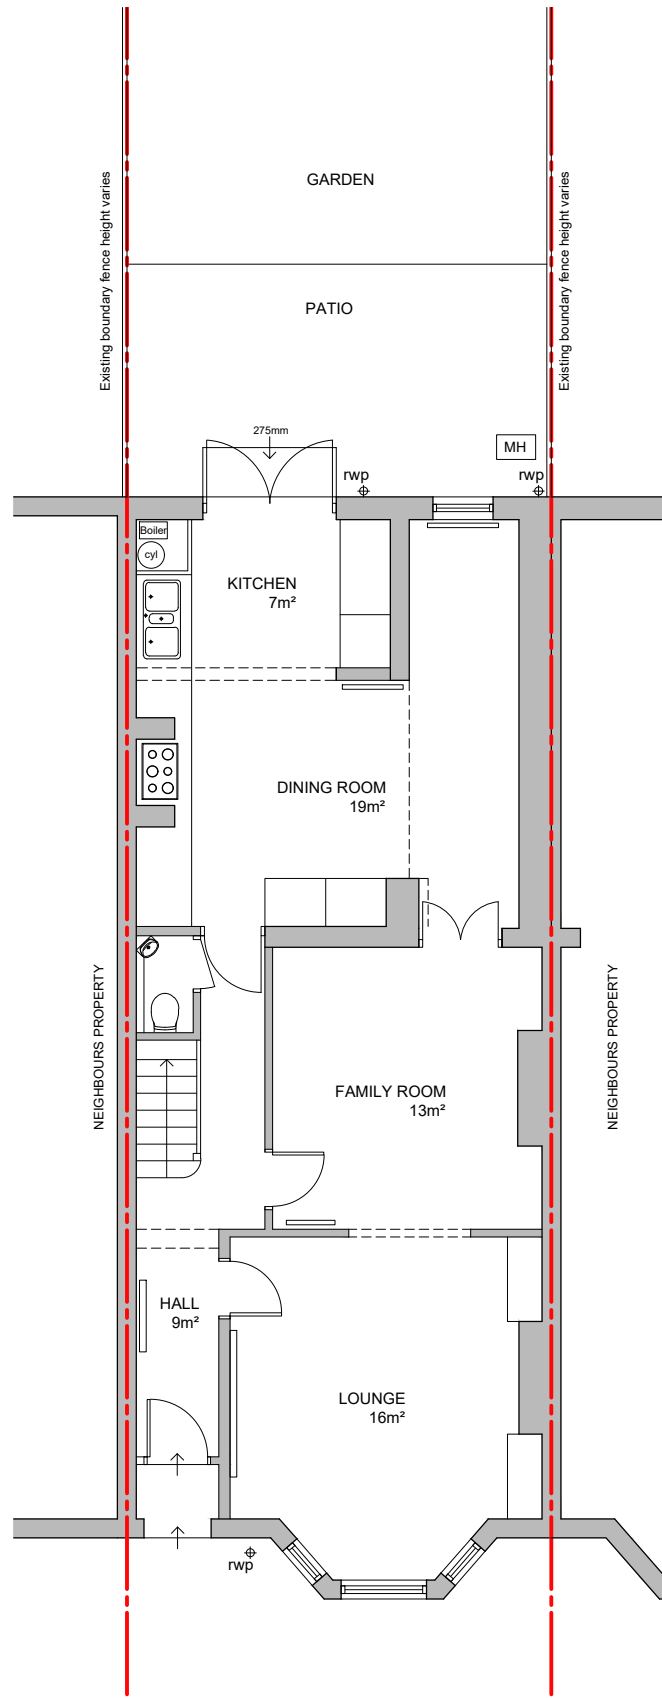 GARDEN
Existing boundary fence height varies
Existing boundary fence height varies
PATIO
275mm
MH
rwp
rwp
Boiler
cyl
KITCHEN
7m²
DINING ROOM
19m²
NEIGHBOURS PROPERTY
NEIGHBOURS PROPERTY
FAMILY ROOM
13m²
HALL
9m²
LOUNGE
16m²
rwp